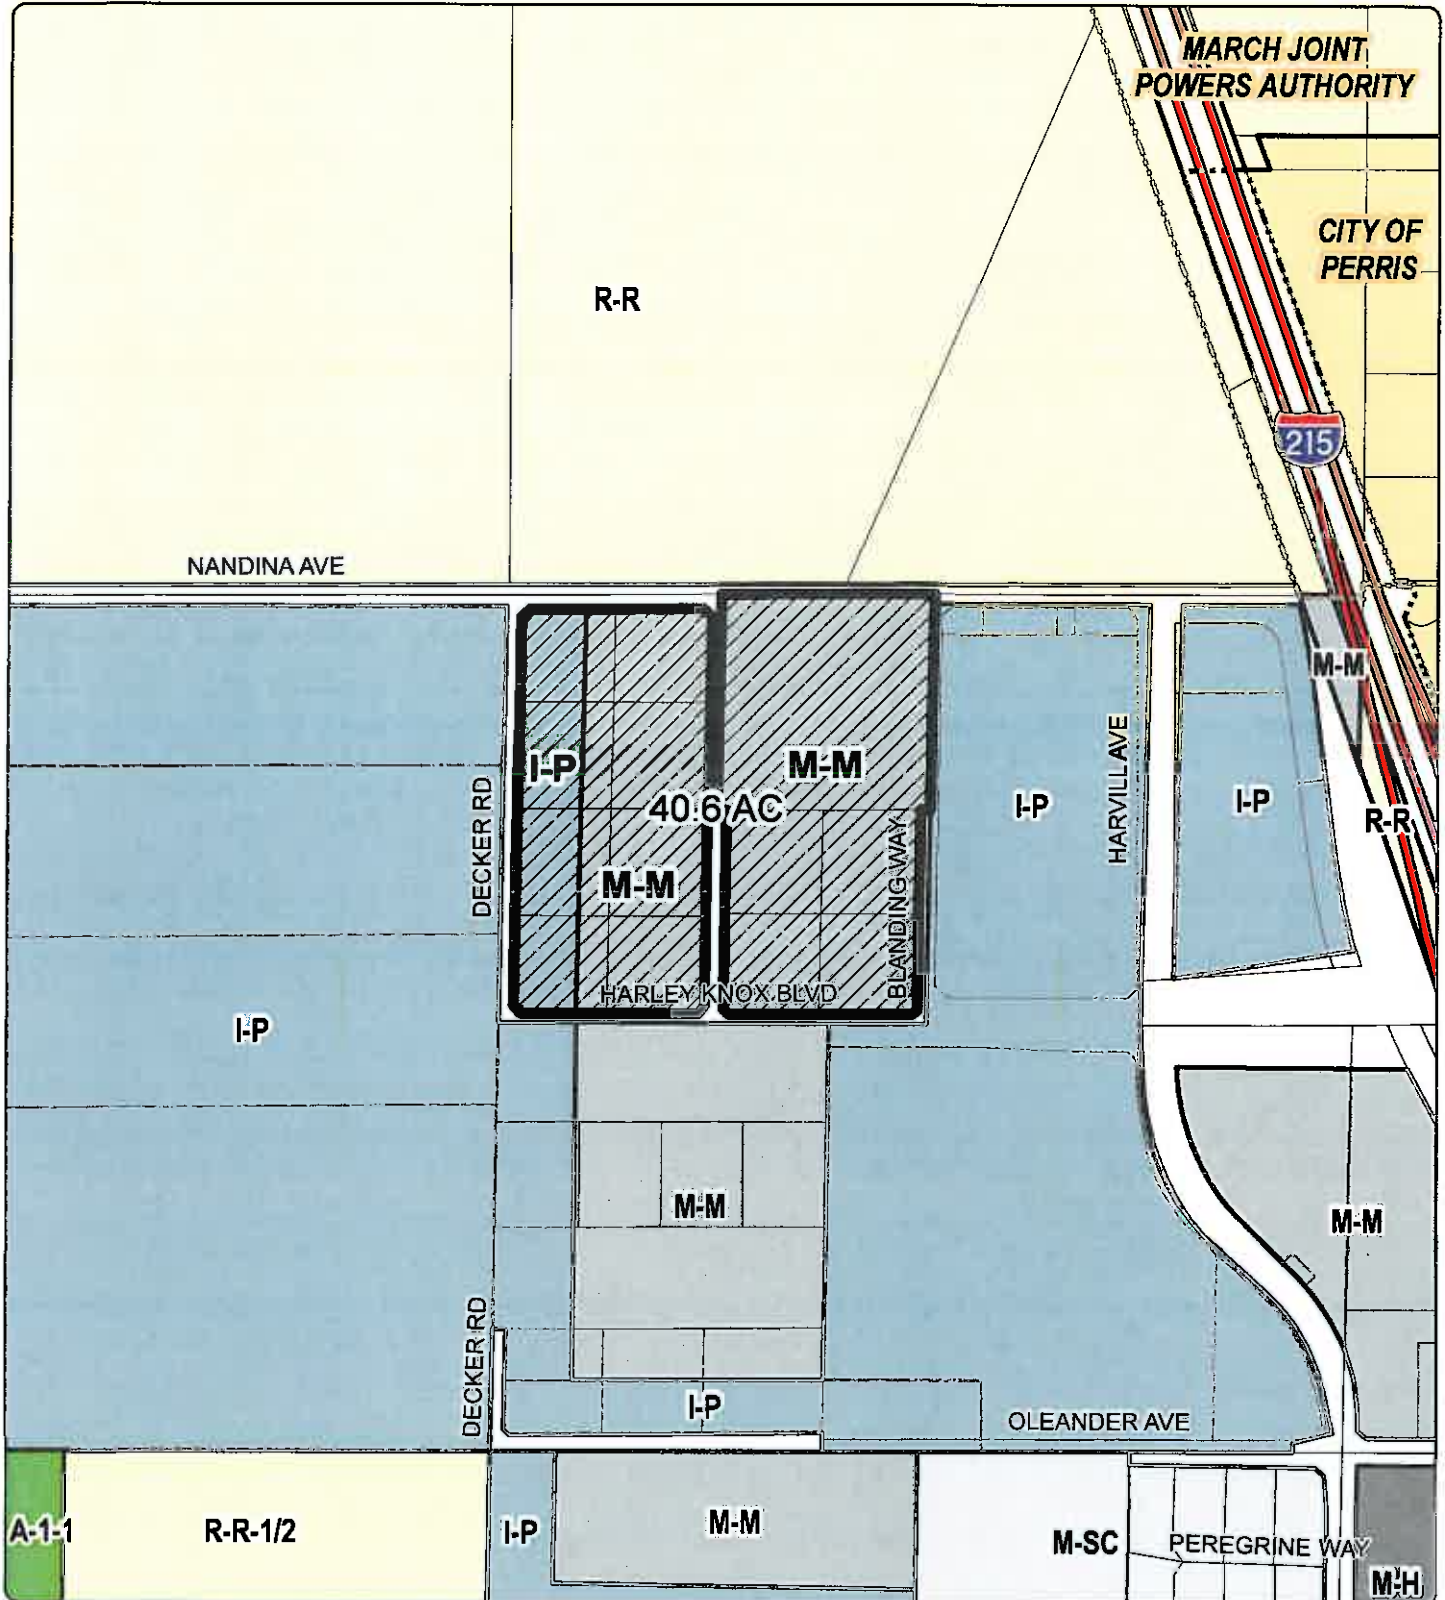 MARCH JOINT
POWERS AUTHORITY
CITY OF
PERRIS
R-R
215
NANDINA AVE
M-M
I-P
M-M
40.6 AC
M-M
DECKER RD
BLANDING WAY
I-P
HARVILL AVE
I-P
R-R
HARLEY KNOX BLVD
I-P
M-M
M-M
DECKER RD
I-P
OLEANDER AVE
A-1-1
R-R-1/2
I-P
M-M
M-SC
PEREGRINE WAY
M-H